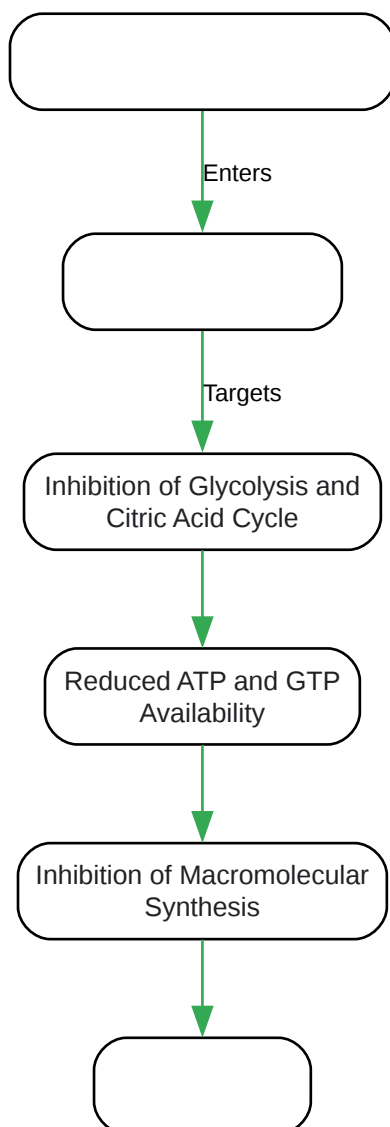 Enters
Targets
Inhibition of Glycolysis and
Citric Acid Cycle
Reduced ATP and GTP
Availability
Inhibition of Macromolecular
Synthesis